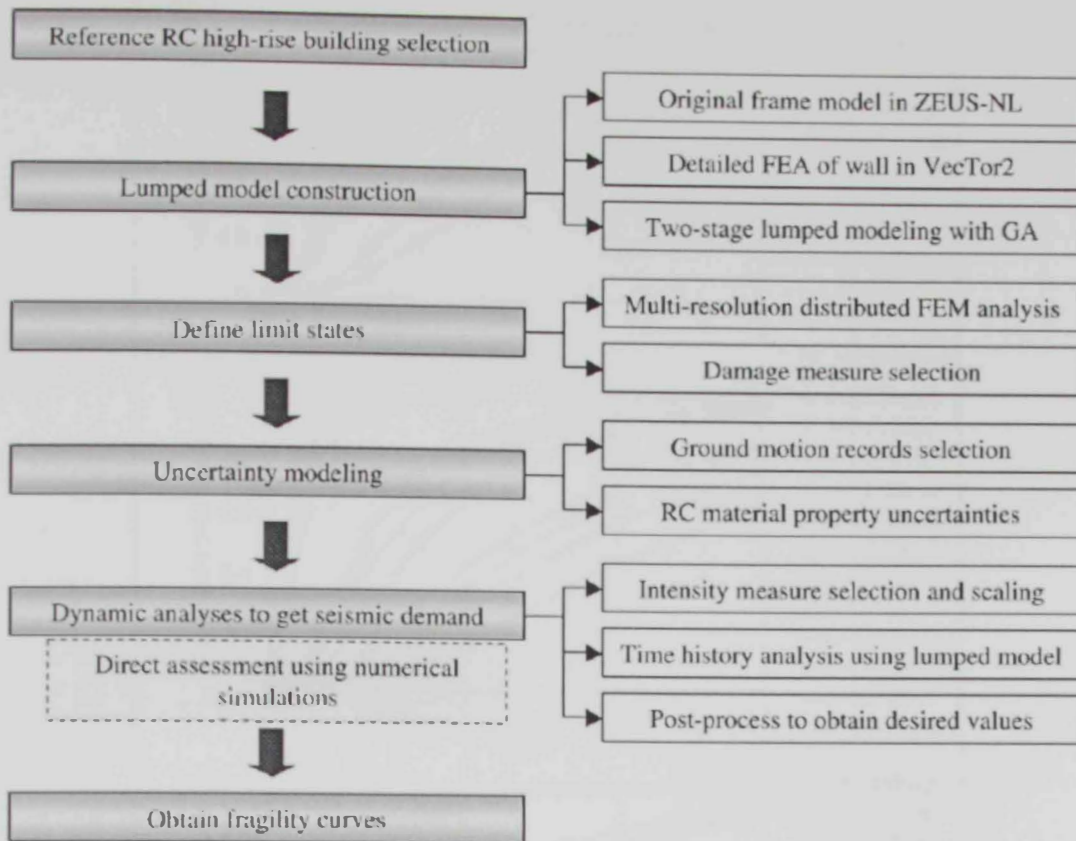 Reference RC high-rise building selection
Original frame model in ZEUS-NL
Detailed FEA of wall in VecTor2
Lumped model construction
Two-stage lumped modeling with GA
Multi-resolution distributed FEM analysis
Define limit states
Damage measure selection
Ground motion records selection
Uncertainty modeling
RC material property uncertainties
Intensity measure selection and scaling
Dynamic analyses to get seismic demand
Time history analysis using lumped model
Direct assessment using numerical
simulations
Post-process to obtain desired values
Obtain fragility curves